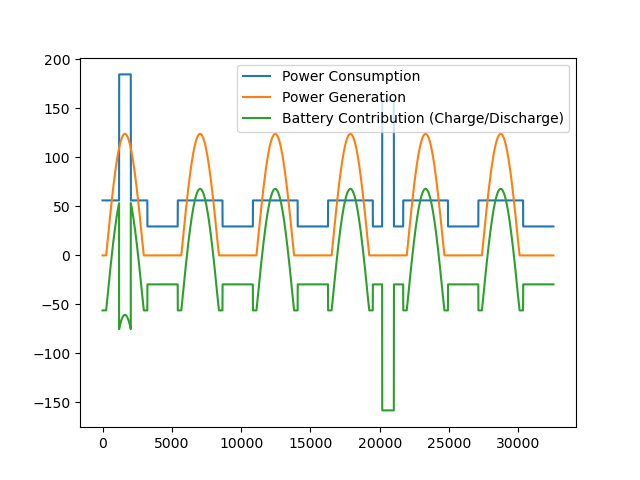 200
150
100
50
0
−50
−100
−150
Power Consumption
Power Generation
Battery Contribution (Charge/Discharge)
0 5000 10000 15000 20000 25000 30000